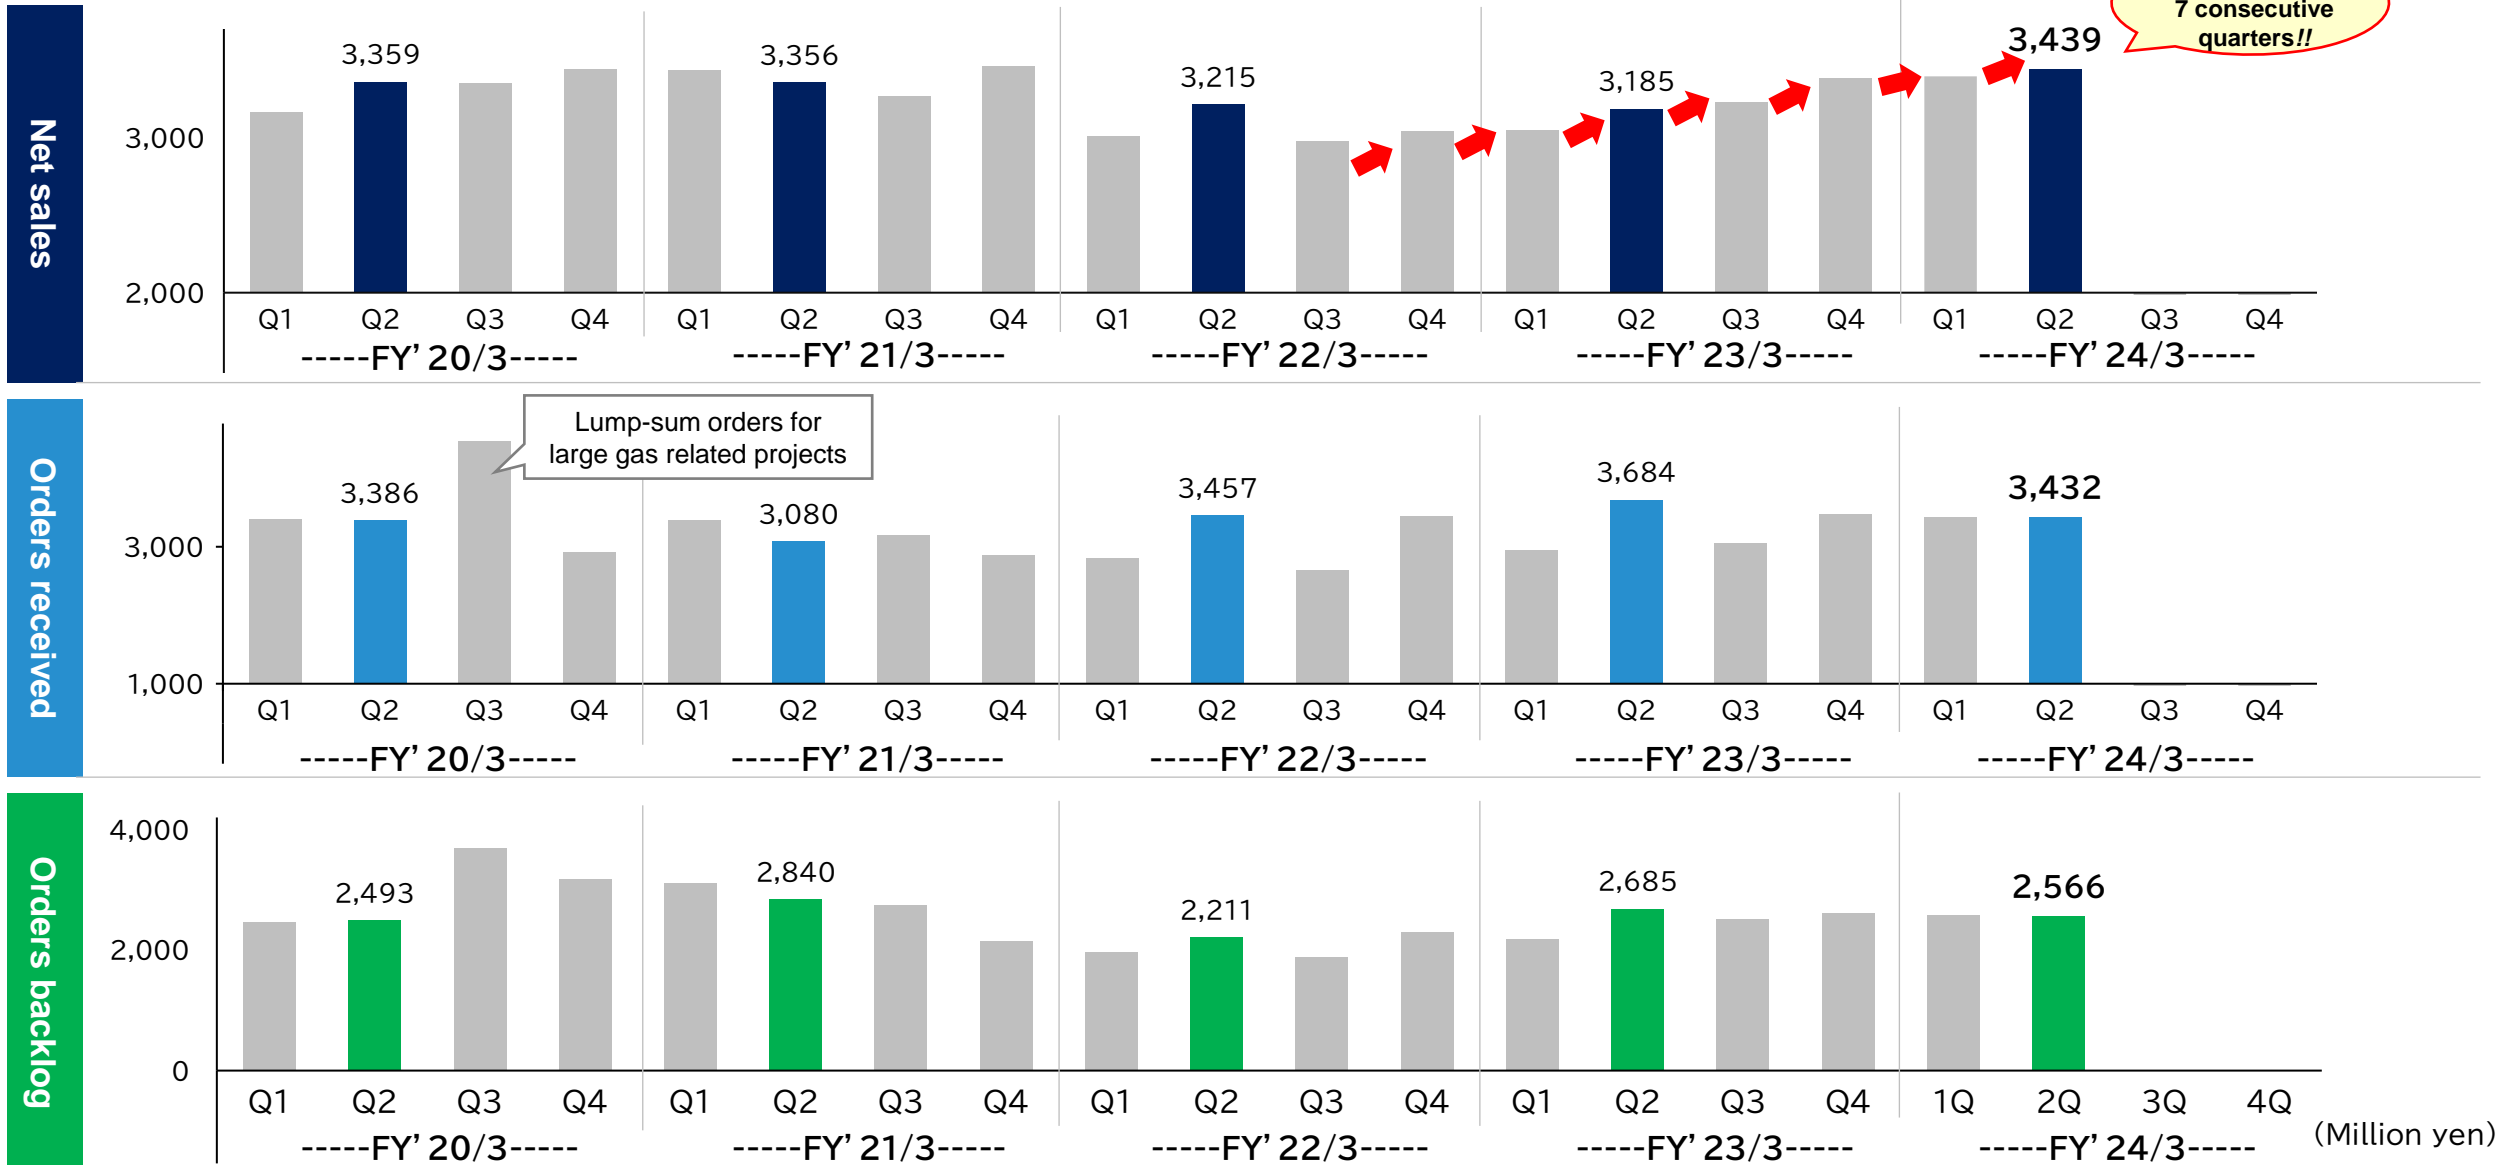 7 consecutive
quarters!!
Net sales
3,359
3,356
3,215
3,185
3,439
3,000
2,000
Q1 Q2 Q3 Q4 Q1 Q2 Q3 Q4 Q1 Q2 Q3 Q4 Q1 Q2 Q3 Q4 Q1 Q2 Q3 Q4
-----FY’20/3----- -----FY’21/3----- -----FY’22/3----- -----FY’23/3----- -----FY’24/3-----
Orders received
Lump-sum orders for
large gas related projects
3,386
3,080
3,457
3,684
3,432
3,000
1,000
Q1 Q2 Q3 Q4 Q1 Q2 Q3 Q4 Q1 Q2 Q3 Q4 Q1 Q2 Q3 Q4 Q1 Q2 Q3 Q4
-----FY’20/3----- -----FY’21/3----- -----FY’22/3----- -----FY’23/3----- -----FY’24/3-----
Orders backlog
4,000
2,493
2,840
2,211
2,685
2,566
2,000
0
Q1 Q2 Q3 Q4 Q1 Q2 Q3 Q4 Q1 Q2 Q3 Q4 Q1 Q2 Q3 Q4 1Q 2Q 3Q 4Q
-----FY’20/3----- -----FY’21/3----- -----FY’22/3----- -----FY’23/3----- -----FY’24/3-----
(Million yen)